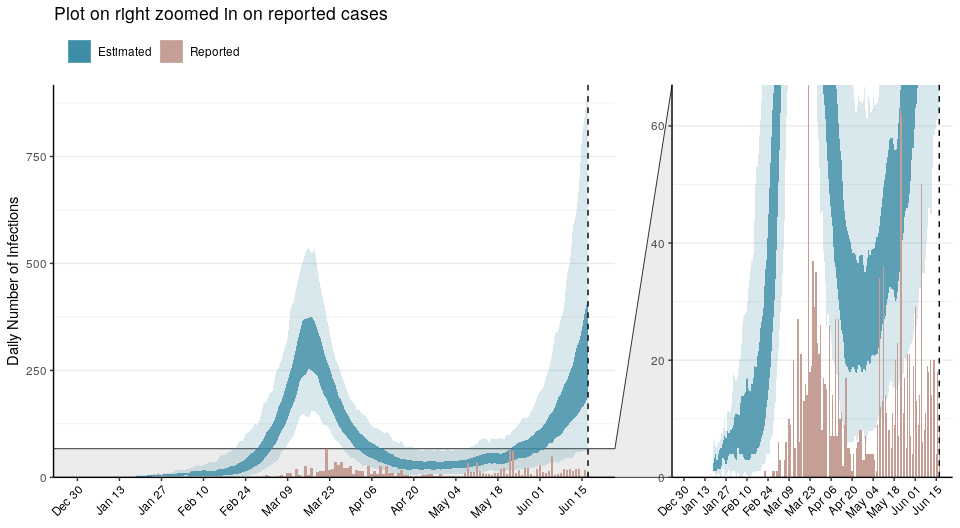 Plot on right zoomed in on reported cases
Estimated Reported
Daily Number of Infections
750
500
250
0
Dec 30 Jan 13 Jan 27 Feb 10 Feb 24 Mar 09 Mar 23 Apr 06 Apr 20 May 04 May 18 Jun 01 Jun 15
60
40
20
0
Dec 30 Jan 13 Jan 27 Feb 10 Feb 24 Mar 09 Mar 23 Apr 06 Apr 20 May 04 May 18 Jun 01 Jun 15